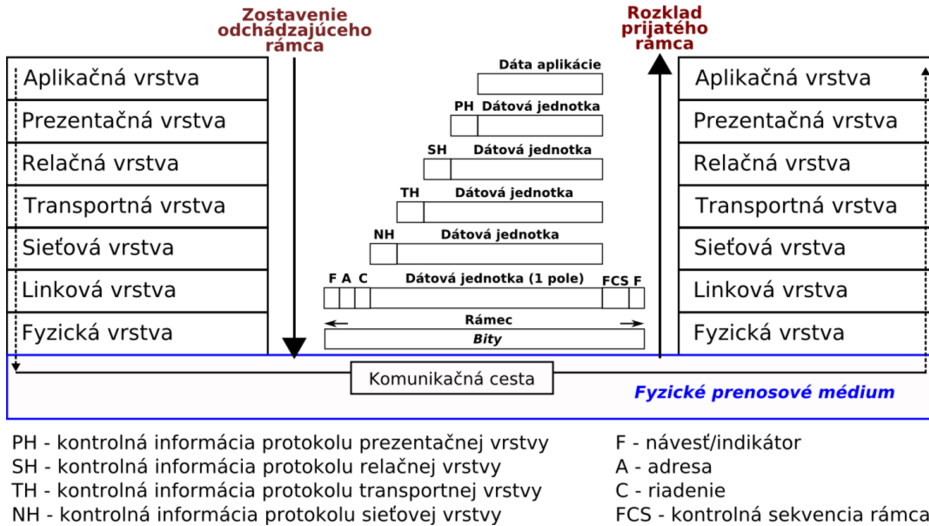 Zostavenie
odchádzajúceho
rámca
Rozklad
prijatého
rámca
Aplikačná vrstva
Prezentačná vrstva
Relačná vrstva
Transportná vrstva
Sieťová vrstva
Linková vrstva
Fyzická vrstva
Dáta aplikácie
PH Dátová jednotka
SH Dátová jednotka
TH Dátová jednotka
NH Dátová jednotka
F A C Dátová jednotka (1 pole) FCS F
Rámec
Bity
Aplikačná vrstva
Prezentačná vrstva
Relačná vrstva
Transportná vrstva
Sieťová vrstva
Linková vrstva
Fyzická vrstva
Komunikačná cesta
Fyzické prenosové médium
PH - kontrolná informácia protokolu prezentačnej vrstvy
SH - kontrolná informácia protokolu relačnej vrstvy
TH - kontrolná informácia protokolu transportnej vrstvy
NH - kontrolná informácia protokolu sieťovej vrstvy
F - návesť/indikátor
A - adresa
C - riadenie
FCS - kontrolná sekvencia rámca